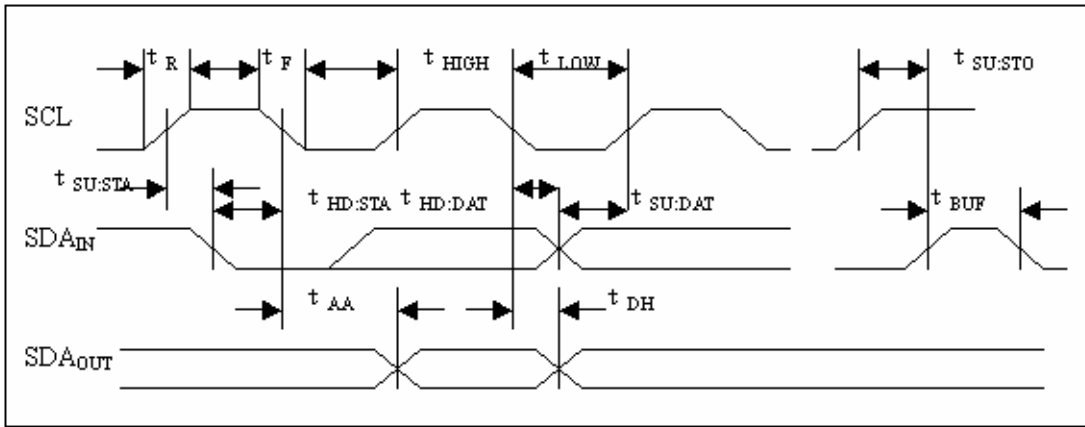 t R t F t HIGH t LOW t SU:STO
SCL
t SU:STA t HD:STA t HD:DAT t SU:DAT t BUF
SDAIN
t AA t DH
SDAOUT